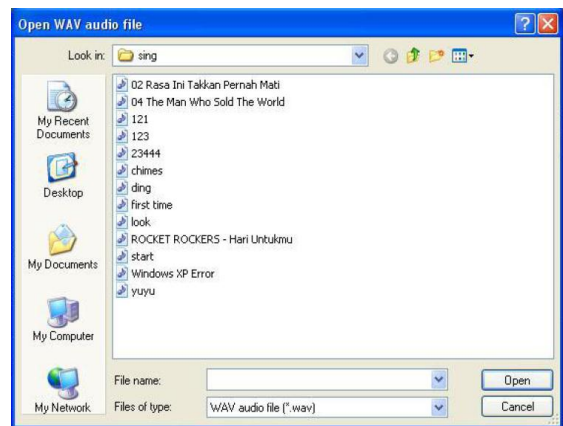 Open WAV audio file
Look in:
sing
02 Rasa Ini Takkan Pernah Mati
04 The Man Who Sold The World
121
123
23444
chimes
ding
first time
look
ROCKET ROCKERS - Hari Untukmu
start
Windows XP Error
yuyu
My Recent
Documents
Desktop
My Documents
My Computer
My Network
File name:
Open
Files of type:
WAV audio file (*.wav)
Cancel